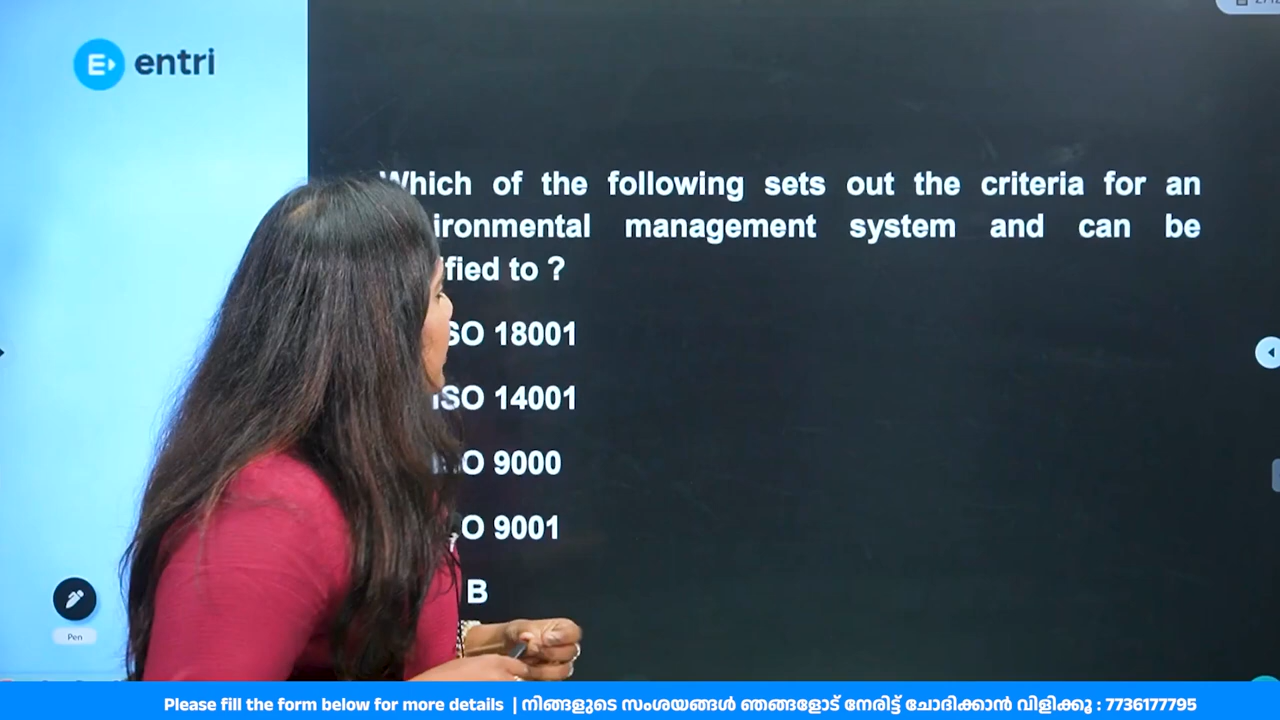 entri
Which of the following sets out the criteria for an
ironmental management system and can be
ified to ?
ISO 18001
ISO 14001
O 9000
O 9001
B
Pen
Please fill the form below for more details | നിങ്ങളുടെ സംശയങ്ങൾ ഞങ്ങളോട് നേരിട്ട് ചോദിക്കാൻ വിളിക്കൂ : 7736177795